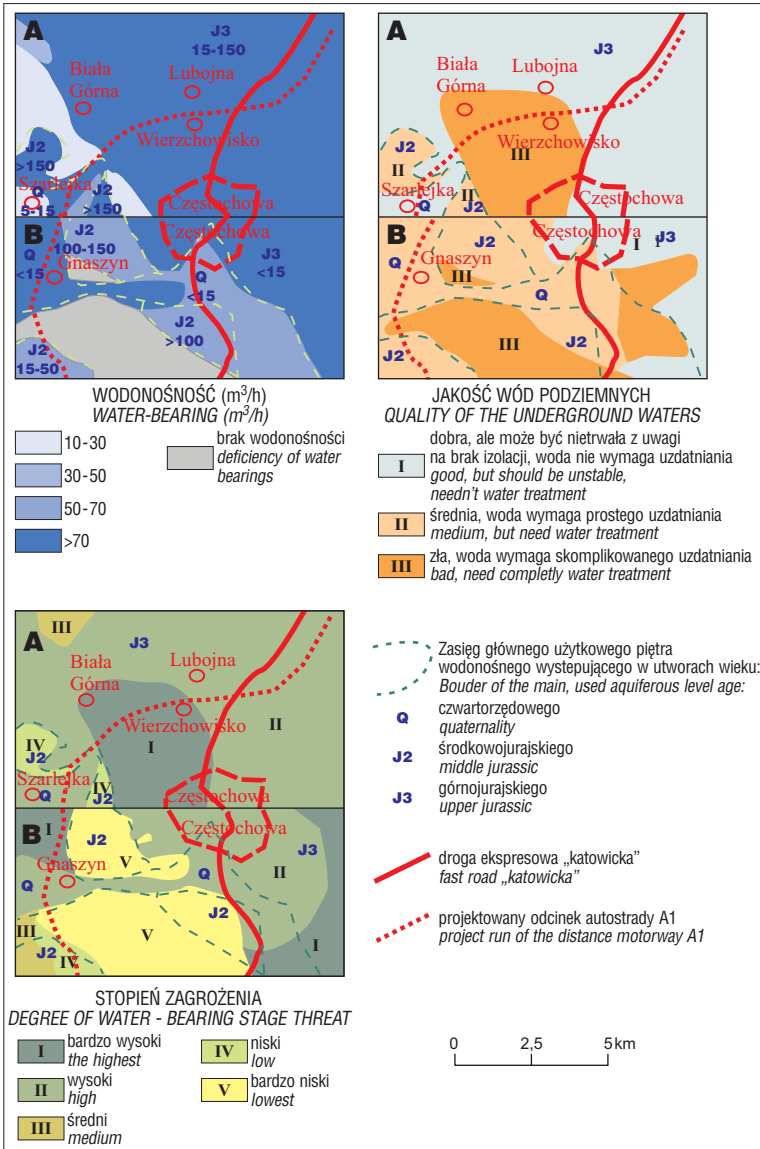 A
J3
15-150
Biała
Górna
Lubojna
Wierzchowisko
J2
>150
Szarlejka
Q
5-15
J2
>150
Częstochowa
B
J2
100-150
Częstochowa
Q
<15
Gnaszyn
J3
<15
Q
<15
J2
>100
J2
15-50
WODONOŚNOŚĆ (m³/h)
WATER-BEARING (m³/h)
10-30
30-50
50-70
>70
brak wodonośności
deficiency of water
bearings
A
J3
Biała
Górna
Lubojna
Wierzchowisko
III
J2
II
Szarlejka
Q
II
J2
Częstochowa
B
J2
Częstochowa
I
J3
Q
Gnaszyn
III
Q
J2
III
J2
JAKOŚĆ WÓD PODZIEMNYCH
QUALITY OF THE UNDERGROUND WATERS
dobra, ale może być nietrwała z uwagi
I na brak izolacji, woda nie wymaga uzdatniania
good, but should be unstable,
needn't water treatment
II średnia, woda wymaga prostego uzdatniania
medium, but need water treatment
III zła, woda wymaga skomplikowanego uzdatniania
bad, need completly water treatment
A
III
J3
Biała
Górna
Lubojna
Wierzchowisko
II
I
IV
J2
Szarlejka
Q
IV
J2
Częstochowa
B
I
J2
Częstochowa
V
J3
II
Q
Gnaszyn
Q
J2
III
V
J2
IV
I
STOPIEŃ ZAGROŻENIA
DEGREE OF WATER - BEARING STAGE THREAT
I bardzo wysoki
the highest
II wysoki
high
III średni
medium
IV niski
low
V bardzo niski
lowest
Zasięg głównego użytkowego piętra
wodonośnego wystepującego w utworach wieku:
Bouder of the main, used aquiferous level age:
Q czwartorzędowego
quaternality
J2 środkowojurajskiego
middle jurassic
J3 górnojurajskiego
upper jurassic
droga ekspresowa „katowicka”
fast road „katowicka”
projektowany odcinek autostrady A1
project run of the distance motorway A1
0 2,5 5 km